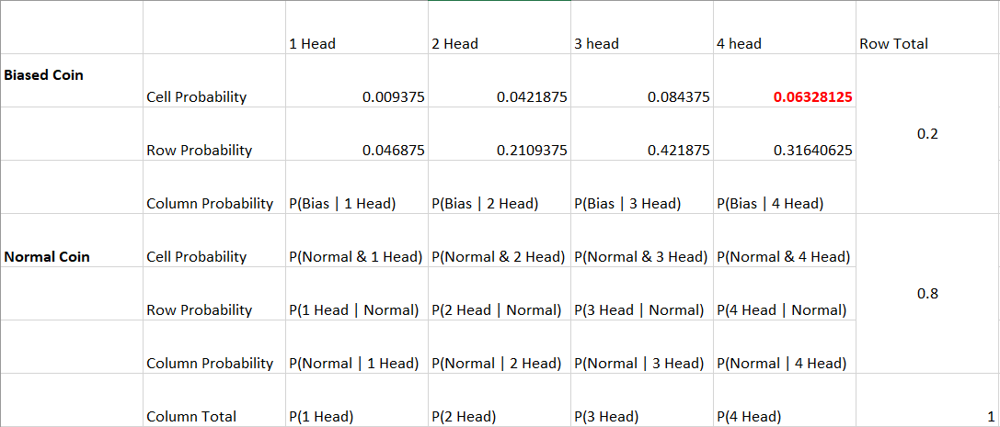 1 Head 2 Head 3 head 4 head Row Total
Biased Coin
Cell Probability 0.009375 0.0421875 0.084375 0.06328125
0.2
Row Probability 0.046875 0.2109375 0.421875 0.31640625
Column Probability P(Bias | 1 Head) P(Bias | 2 Head) P(Bias | 3 Head) P(Bias | 4 Head)
Normal Coin Cell Probability P(Normal & 1 Head) P(Normal & 2 Head) P(Normal & 3 Head) P(Normal & 4 Head)
0.8
Row Probability P(1 Head | Normal) P(2 Head | Normal) P(3 Head | Normal) P(4 Head | Normal)
Column Probability P(Normal | 1 Head) P(Normal | 2 Head) P(Normal | 3 Head) P(Normal | 4 Head)
Column Total P(1 Head) P(2 Head) P(3 Head) P(4 Head) 1